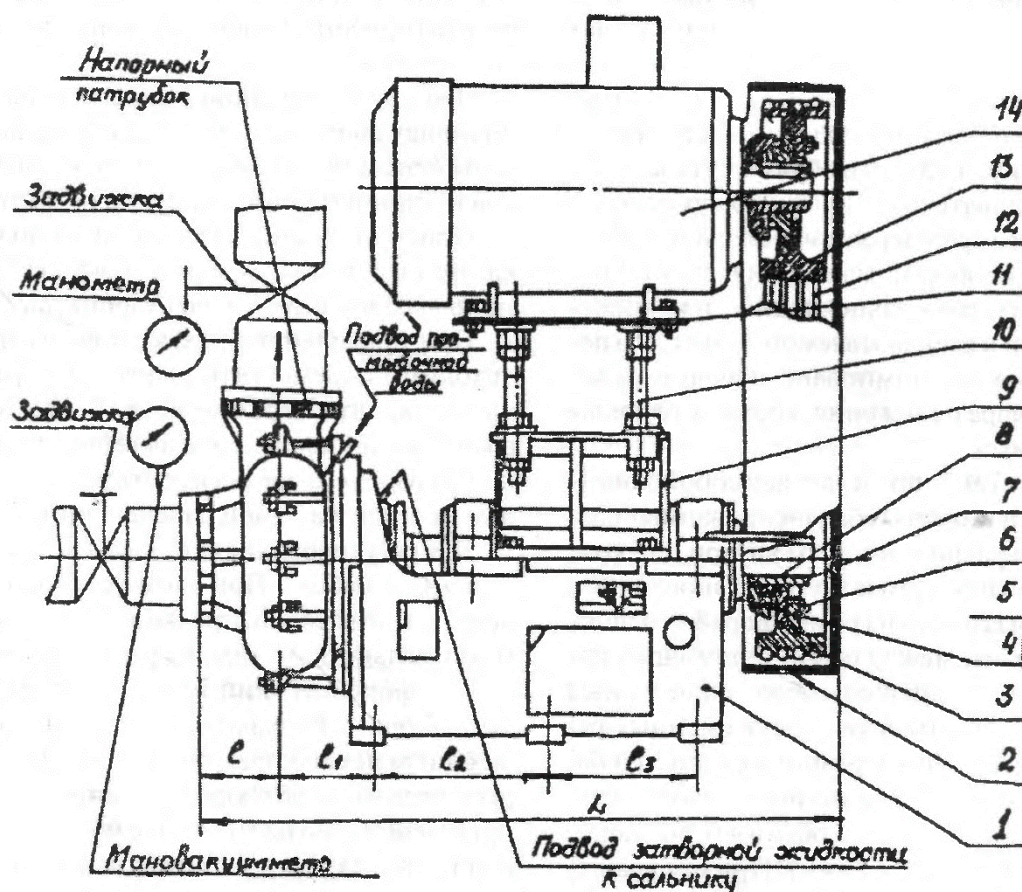 Напорный
патрубок
Задвижка
Манометр
Подвод про-
мывочной
воды
Задвижка
14
13
12
11
10
9
8
7
6
5
4
3
2
1
ℓ
ℓ1
ℓ2
ℓ3
L
Мановакуумметр
Подвод затворной жидкости
к сальнику